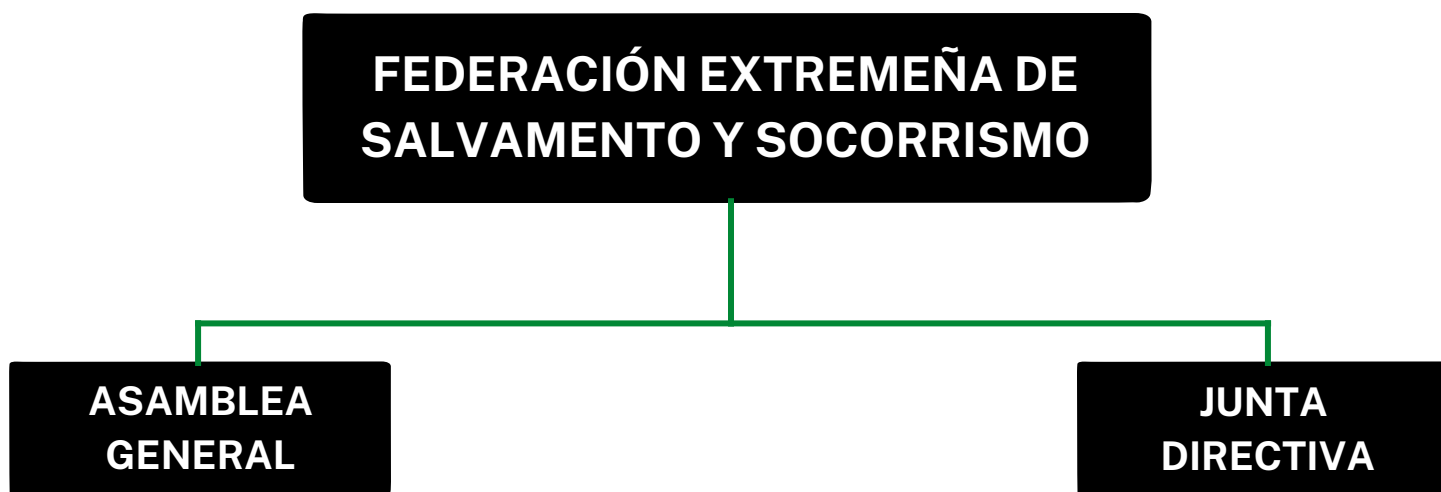 FEDERACIÓN EXTREMEÑA DE
SALVAMENTO Y SOCORRISMO
ASAMBLEA
GENERAL
JUNTA
DIRECTIVA